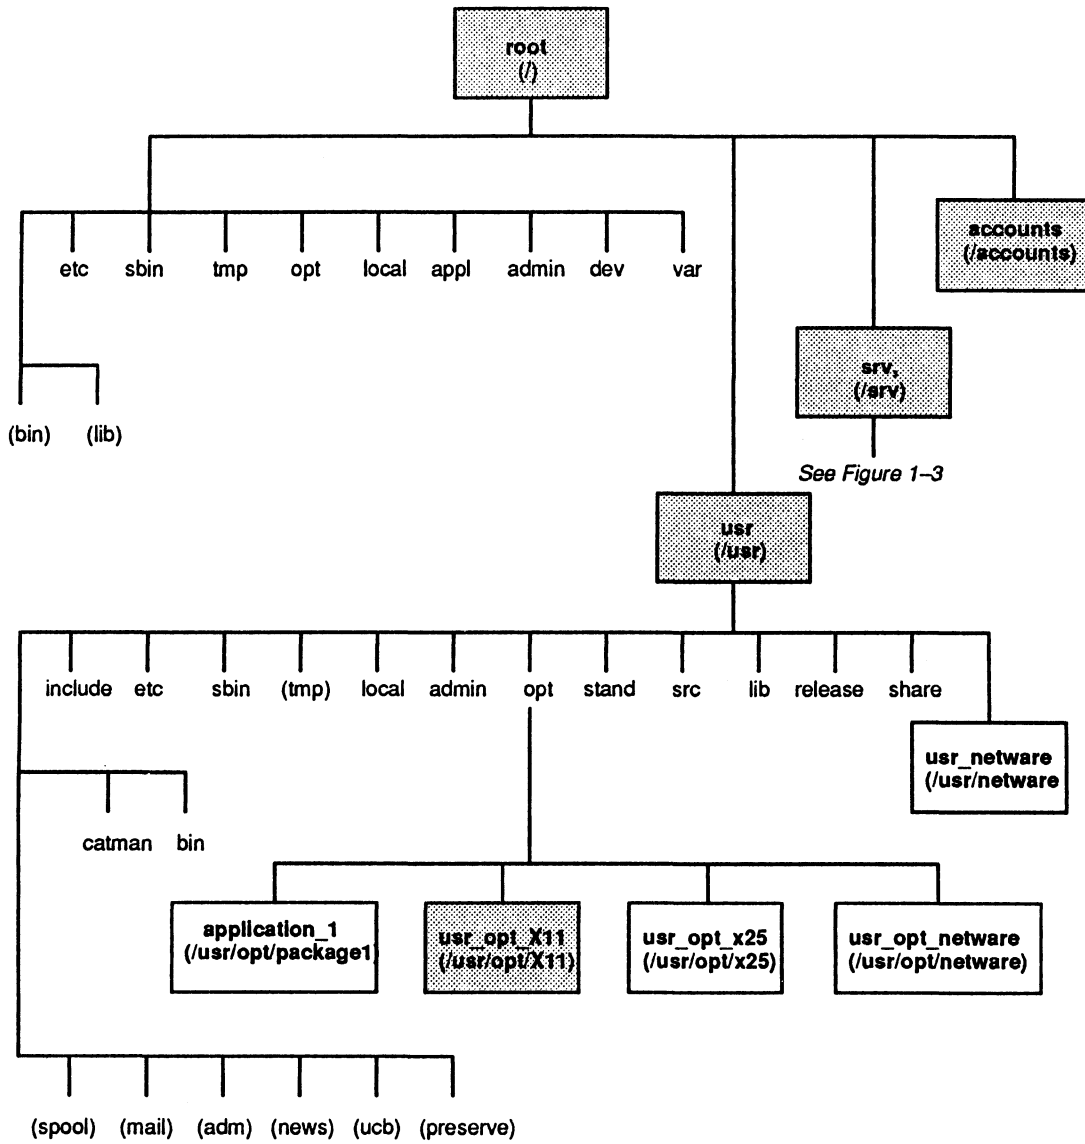 root
(/)
etc sbin tmp opt local appl admin dev var
accounts
(/accounts)
srv,
(/srv)
(bin) (lib)
See Figure 1–3
usr
(/usr)
include etc sbin (tmp) local admin opt stand src lib release share
usr_netware
(/usr/netware
catman bin
application_1
(/usr/opt/package1)
usr_opt_X11
(/usr/opt/X11)
usr_opt_x25
(/usr/opt/x25)
usr_opt_netware
(/usr/opt/netware)
(spool) (mail) (adm) (news) (ucb) (preserve)